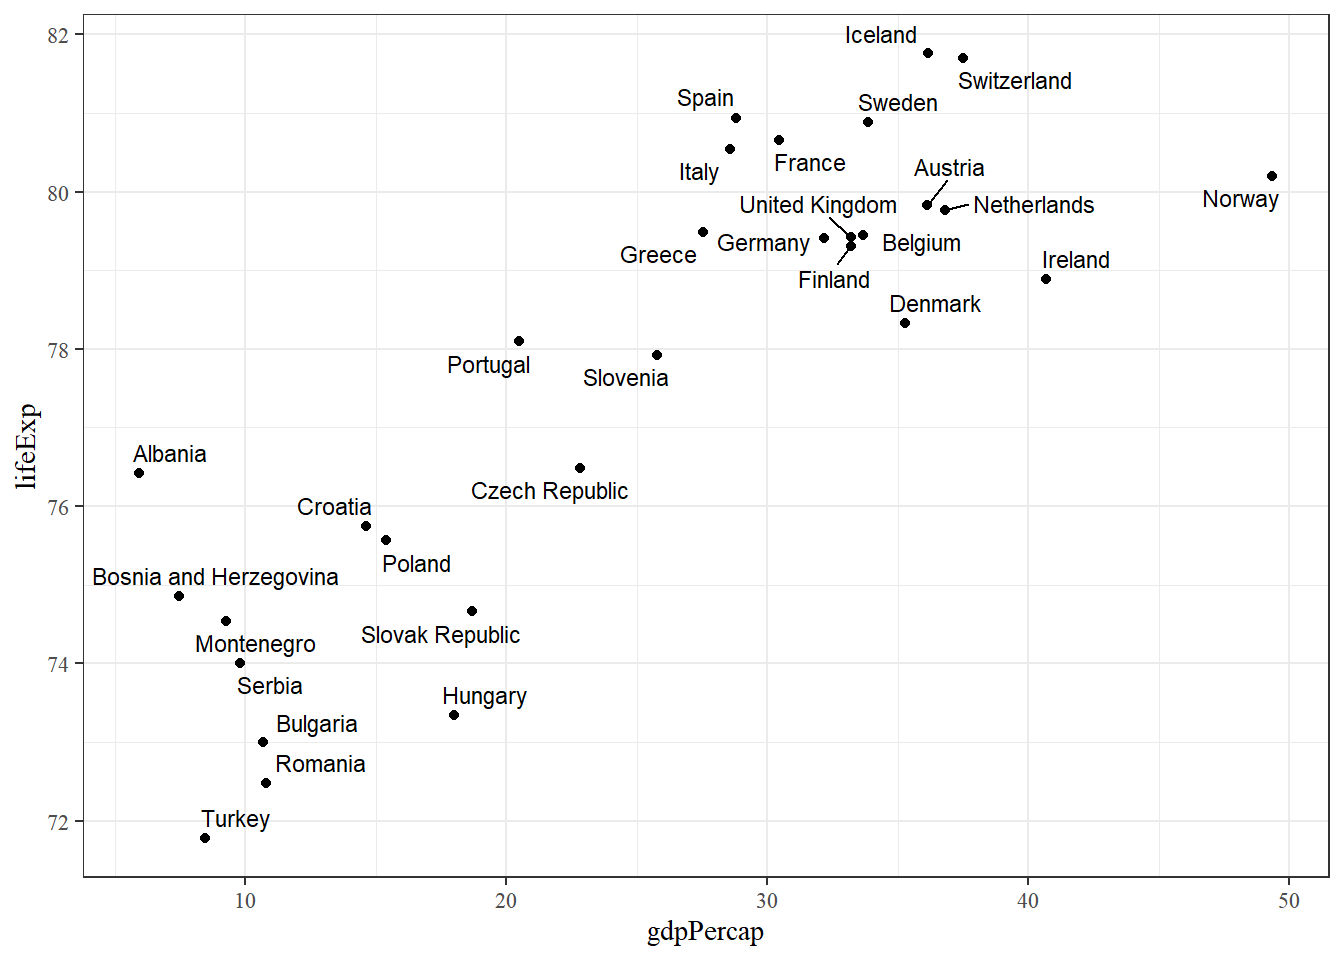 82
Iceland
Switzerland
Spain
Sweden
Italy
France
Austria
80
United Kingdom
Netherlands
Norway
Greece
Germany
Belgium
Finland
Ireland
Denmark
78
Portugal
Slovenia
Albania
Czech Republic
76
Croatia
Poland
Bosnia and Herzegovina
Slovak Republic
Montenegro
74
Serbia
Hungary
Bulgaria
Romania
Turkey
72
lifeExp
10 20 30 40 50
gdpPercap